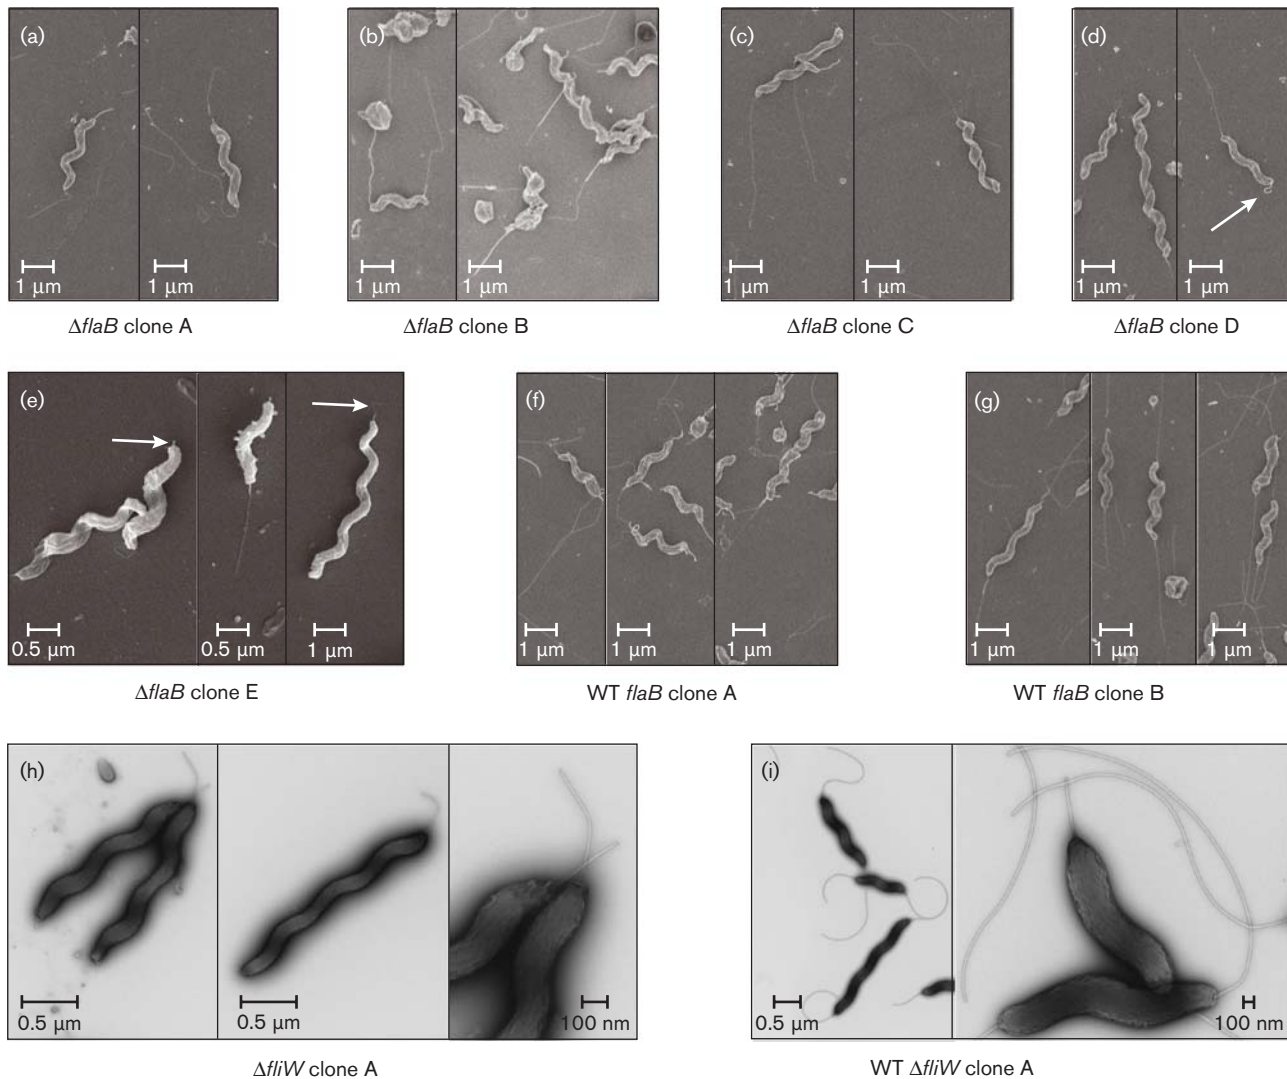 (a) (b) (c) (d)
1 μm 1 μm 1 μm 1 μm 1 μm 1 μm 1 μm 1 μm
ΔflaB clone A ΔflaB clone B ΔflaB clone C ΔflaB clone D
(e) (f) (g)
0.5 μm 0.5 μm 1 μm 1 μm 1 μm 1 μm 1 μm 1 μm 1 μm
ΔflaB clone E WT flaB clone A WT flaB clone B
(h) (i)
0.5 μm 0.5 μm 100 nm 0.5 μm 100 nm
ΔfliW clone A WT ΔfliW clone A